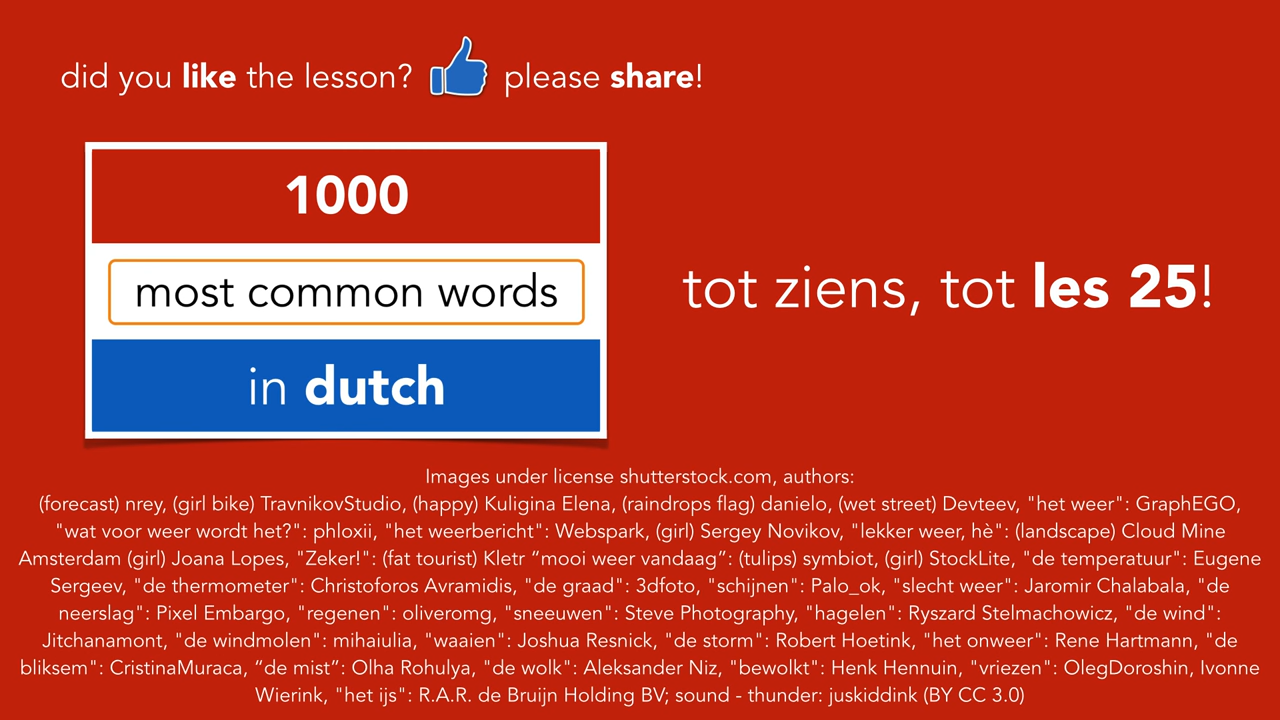 did you like the lesson? please share!
1000
most common words
in dutch
tot ziens, tot les 25!
Images under license shutterstock.com, authors:
(forecast) nrey, (girl bike) TravnikovStudio, (happy) Kuligina Elena, (raindrops flag) danielo, (wet street) Devteev, "het weer": GraphEGO,
"wat voor weer wordt het?": phloxii, "het weerbericht": Webspark, (girl) Sergey Novikov, "lekker weer, hè": (landscape) Cloud Mine
Amsterdam (girl) Joana Lopes, "Zeker!": (fat tourist) Kletr “mooi weer vandaag”: (tulips) symbiot, (girl) StockLite, "de temperatuur": Eugene
Sergeev, "de thermometer": Christoforos Avramidis, "de graad": 3dfoto, "schijnen": Palo_ok, "slecht weer": Jaromir Chalabala, "de
neerslag": Pixel Embargo, "regenen": oliveromg, "sneeuwen": Steve Photography, "hagelen": Ryszard Stelmachowicz, "de wind":
Jitchanamont, "de windmolen": mihaiulia, "waaien": Joshua Resnick, "de storm": Robert Hoetink, "het onweer": Rene Hartmann, "de
bliksem": CristinaMuraca, “de mist”: Olha Rohulya, "de wolk": Aleksander Niz, "bewolkt": Henk Hennuin, "vriezen": OlegDoroshin, Ivonne
Wierink, "het ijs": R.A.R. de Bruijn Holding BV; sound - thunder: juskiddink (BY CC 3.0)